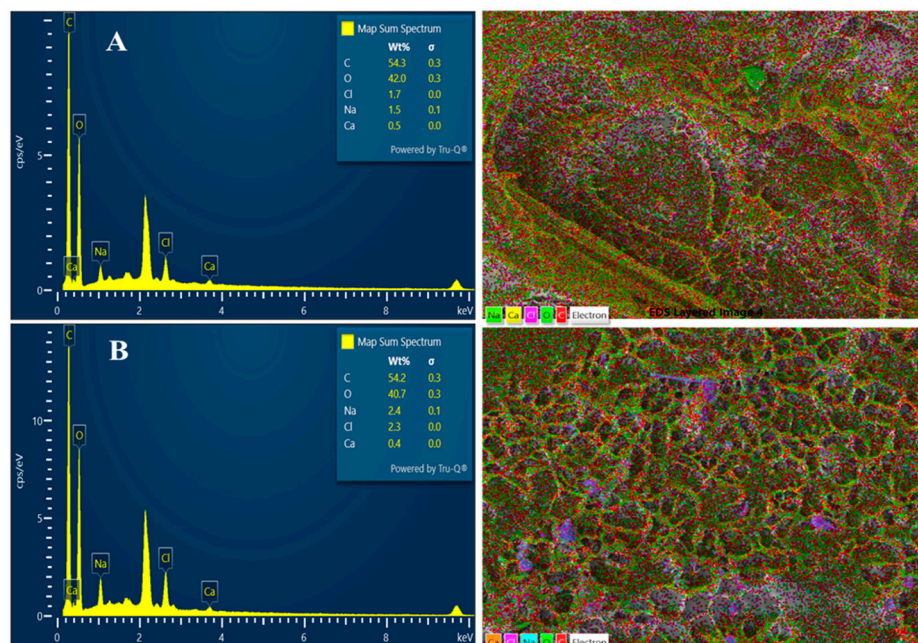 A
C
O
Ca
Na
Cl
Ca
cps/eV
5
0
0
2
4
6
8
keV
Map Sum Spectrum
Wt% σ
C 54.3 0.3
O 42.0 0.3
Cl 1.7 0.0
Na 1.5 0.1
Ca 0.5 0.0
Powered by Tru-Q®
Na Ca Cl O C Electron
EDS Layered Image 4
B
C
O
Ca
Na
Cl
Ca
cps/eV
10
5
0
0
2
4
6
8
keV
Map Sum Spectrum
Wt% σ
C 54.2 0.3
O 40.7 0.3
Na 2.4 0.1
Cl 2.3 0.0
Ca 0.4 0.0
Powered by Tru-Q®
Ca Cl Na O C Electron